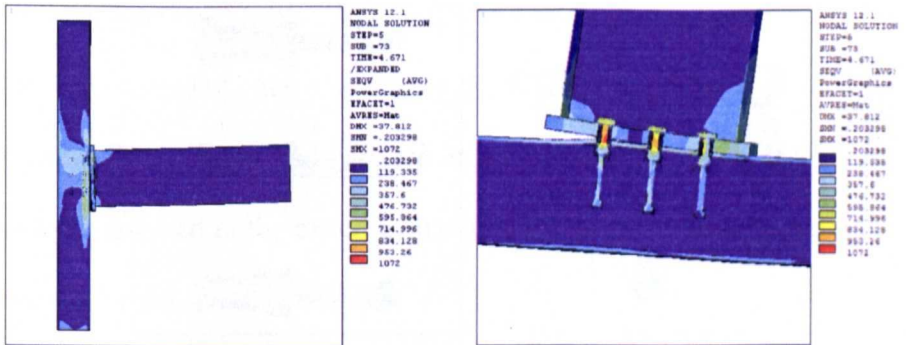 ANSYS 12.1
NODAL SOLUTION
STEP=5
SUB =73
TIME=4.671
/EXPANDED
SEQV (AVG)
PowerGraphics
EFACET=1
AVRES=Mat
DMX =37.812
SMN =.203298
SMX =1072
.203298
119.335
238.467
357.6
476.732
595.864
714.996
834.128
953.26
1072
ANSYS 12.1
NODAL SOLUTION
STEP=5
SUB =73
TIME=4.671
SEQV (AVG)
PowerGraphics
EFACET=1
AVRES=Mat
DMX =37.812
SMN =.203298
SMX =1072
.203298
119.335
238.467
357.6
476.732
595.864
714.996
834.128
953.26
1072